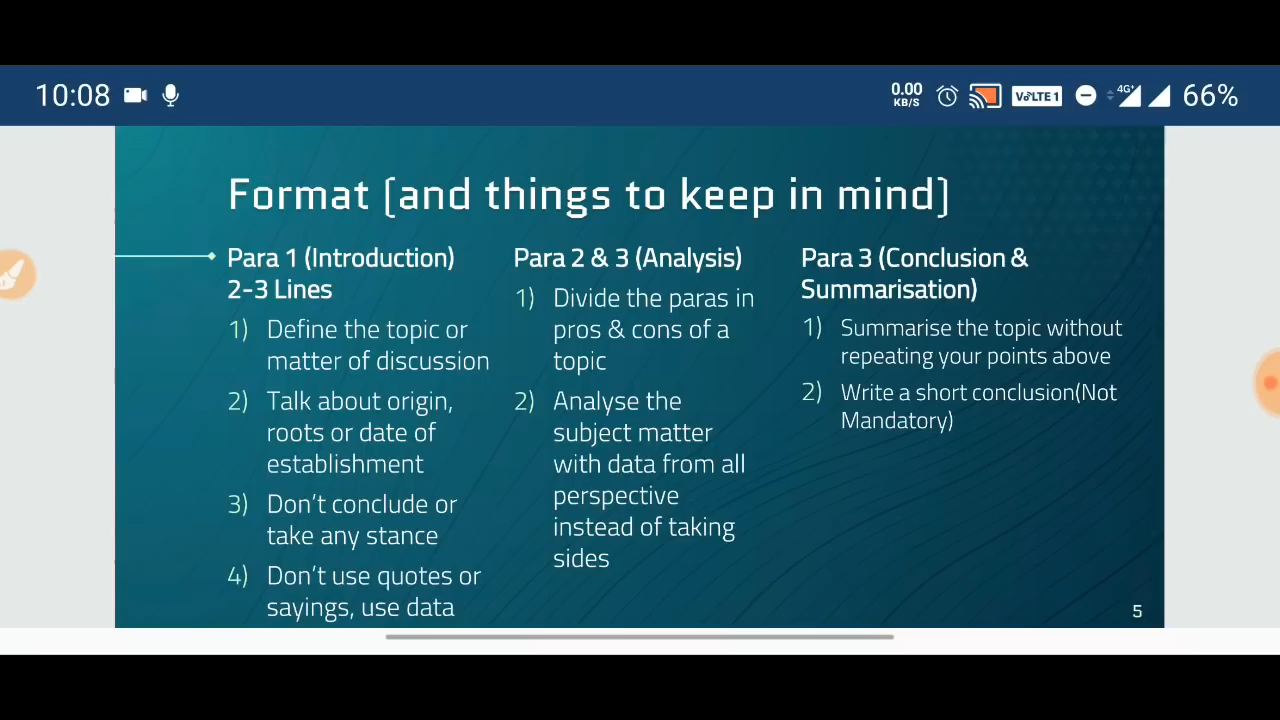 10:08
0.00
KB/S
VoLTE 1
4G+
66%
Format (and things to keep in mind)
Para 1 (Introduction)
2-3 Lines
1) Define the topic or
matter of discussion
2) Talk about origin,
roots or date of
establishment
3) Don't conclude or
take any stance
4) Don't use quotes or
sayings, use data
Para 2 & 3 (Analysis)
1) Divide the paras in
pros & cons of a
topic
2) Analyse the
subject matter
with data from all
perspective
instead of taking
sides
Para 3 (Conclusion &
Summarisation)
1) Summarise the topic without
repeating your points above
2) Write a short conclusion(Not
Mandatory)
5